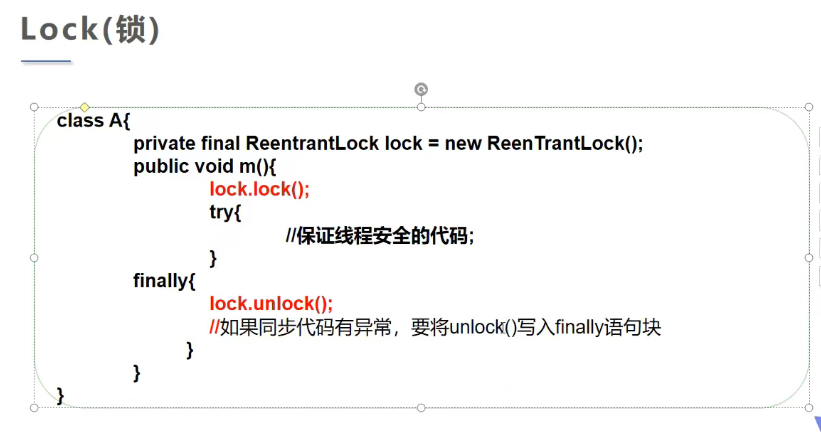 Lock(锁)
class A{
private final ReentrantLock lock = new ReenTrantLock();
public void m(){
lock.lock();
try{
//保证线程安全的代码;
}
finally{
lock.unlock();
//如果同步代码有异常，要将unlock()写入finally语句块
}
}
}